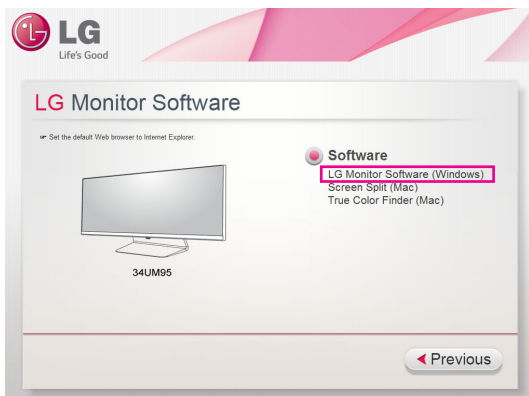 LG
Life's Good
LG Monitor Software
☞ Set the default Web browser to Internet Explorer.
Software
LG Monitor Software (Windows)
Screen Split (Mac)
True Color Finder (Mac)
34UM95
Previous